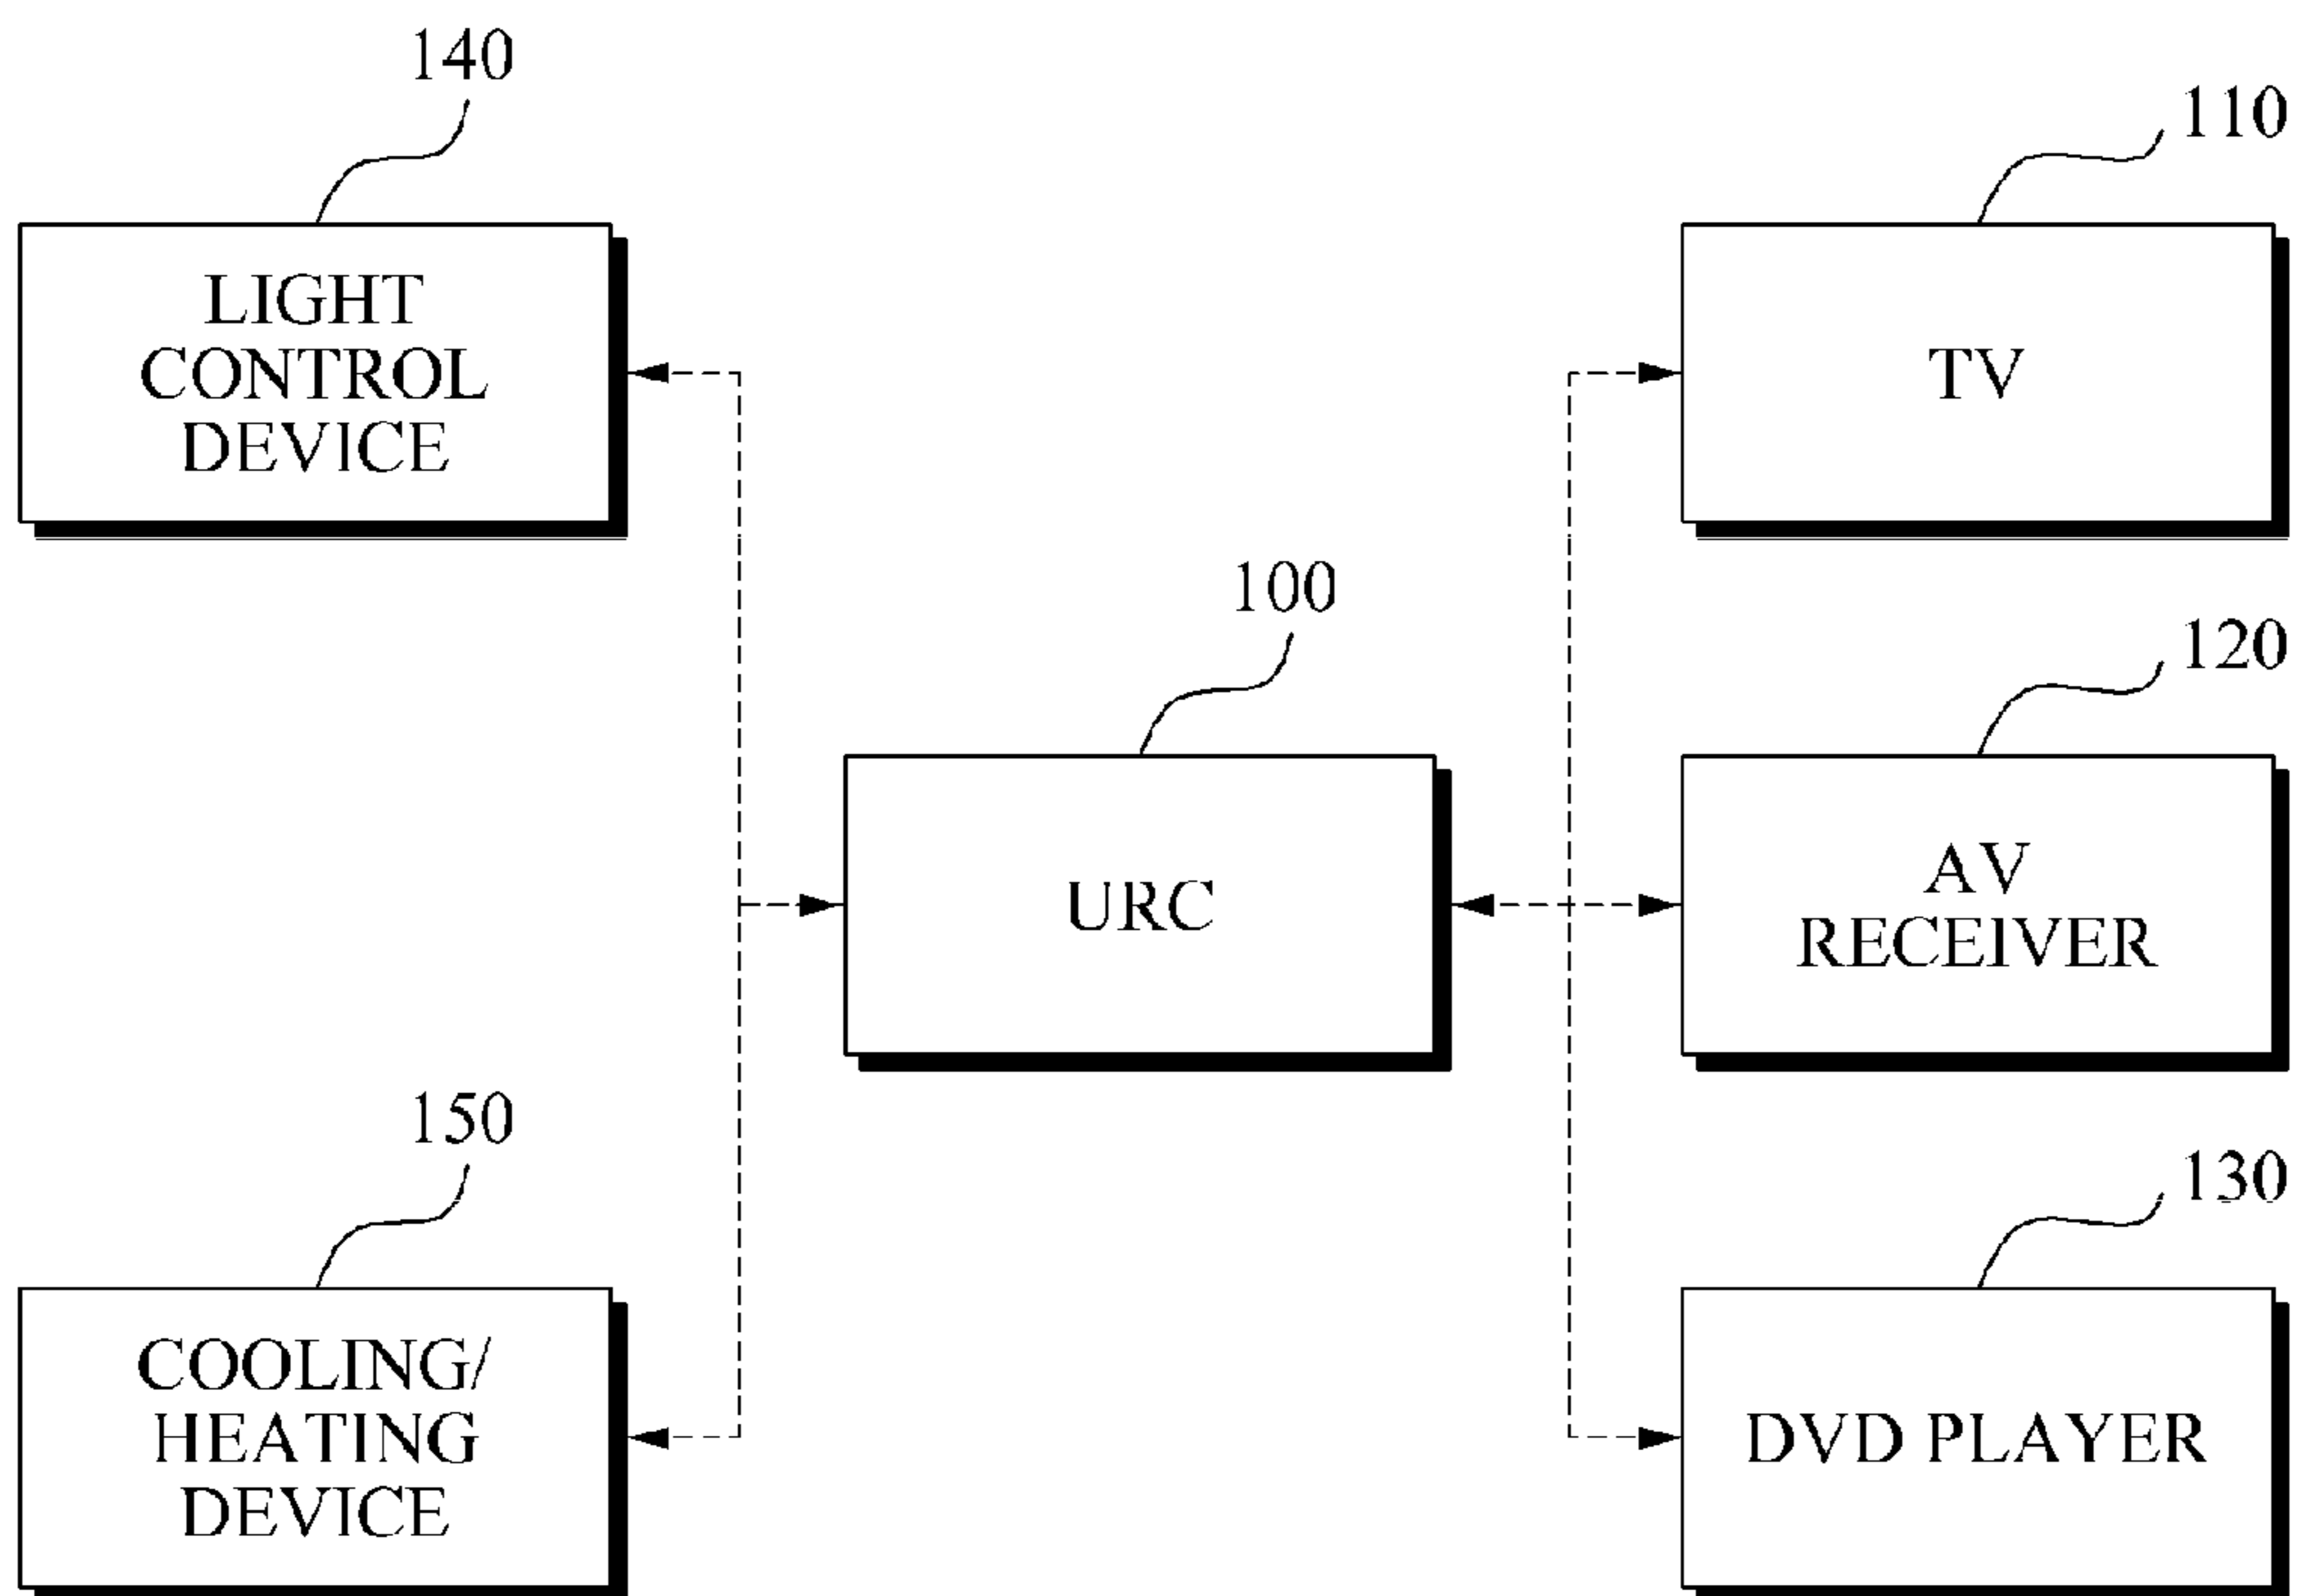 140
110
LIGHT
CONTROL
DEVICE
TV
100
120
URC
AV
RECEIVER
150
130
COOLING/
HEATING
DEVICE
DVD PLAYER